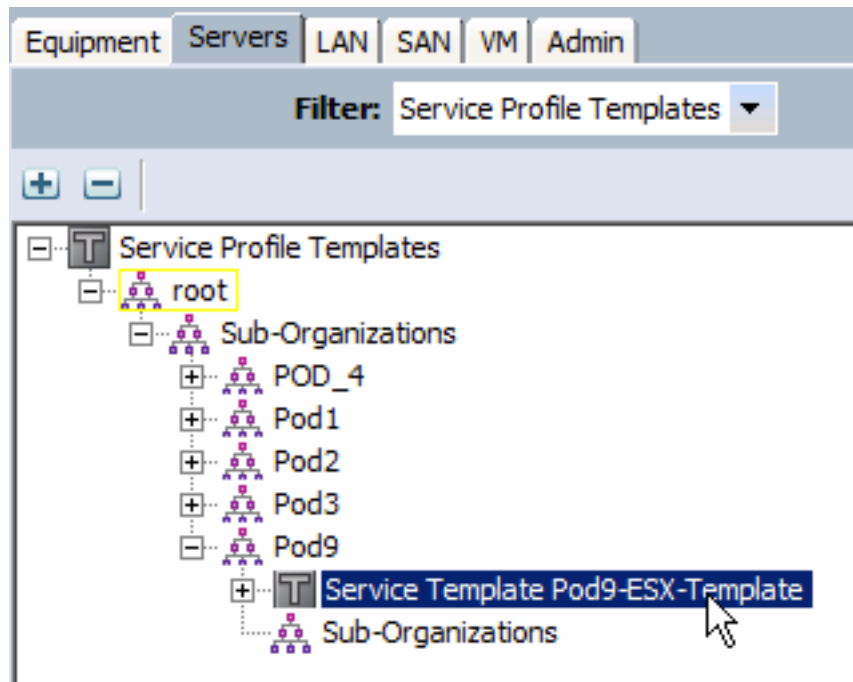 Equipment Servers LAN SAN VM Admin
Filter: Service Profile Templates
Service Profile Templates
root
Sub-Organizations
POD_4
Pod1
Pod2
Pod3
Pod9
Service Template Pod9-ESX-Template
Sub-Organizations